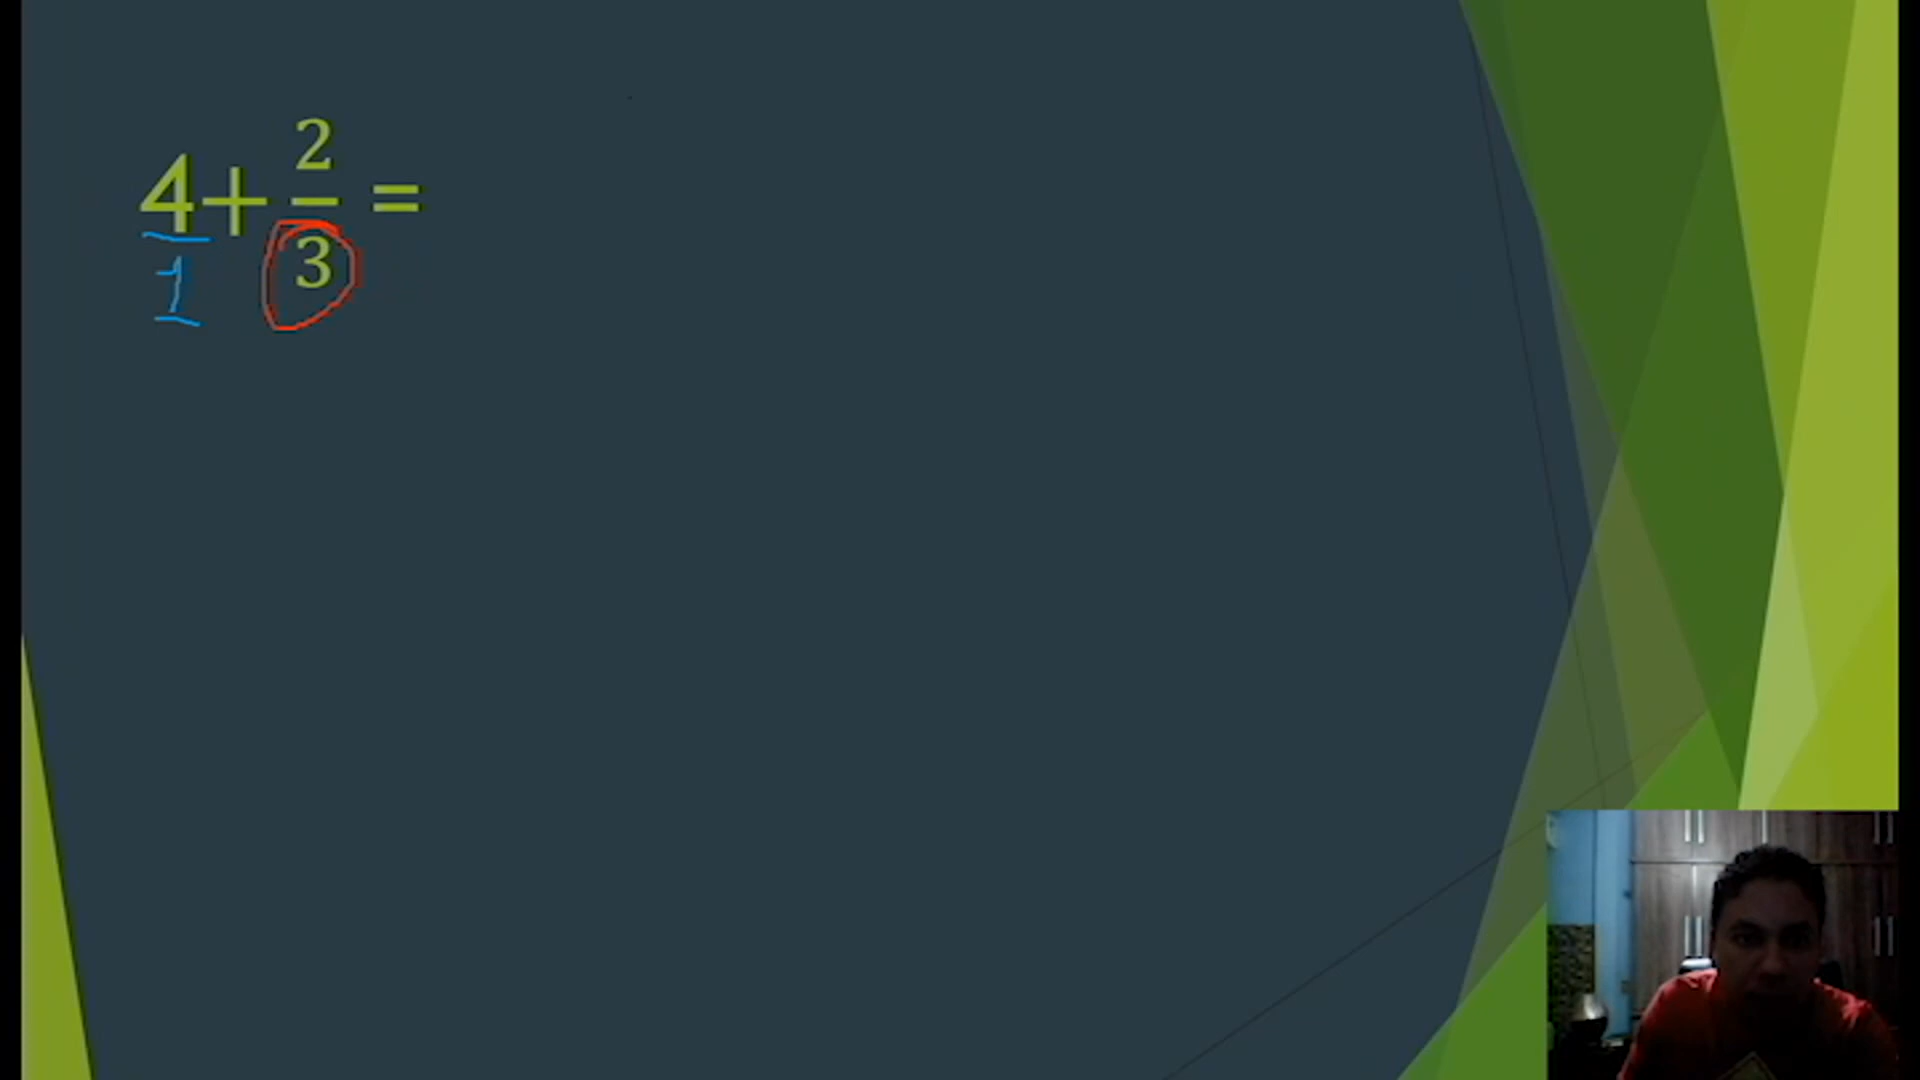 4+2/3 =
1